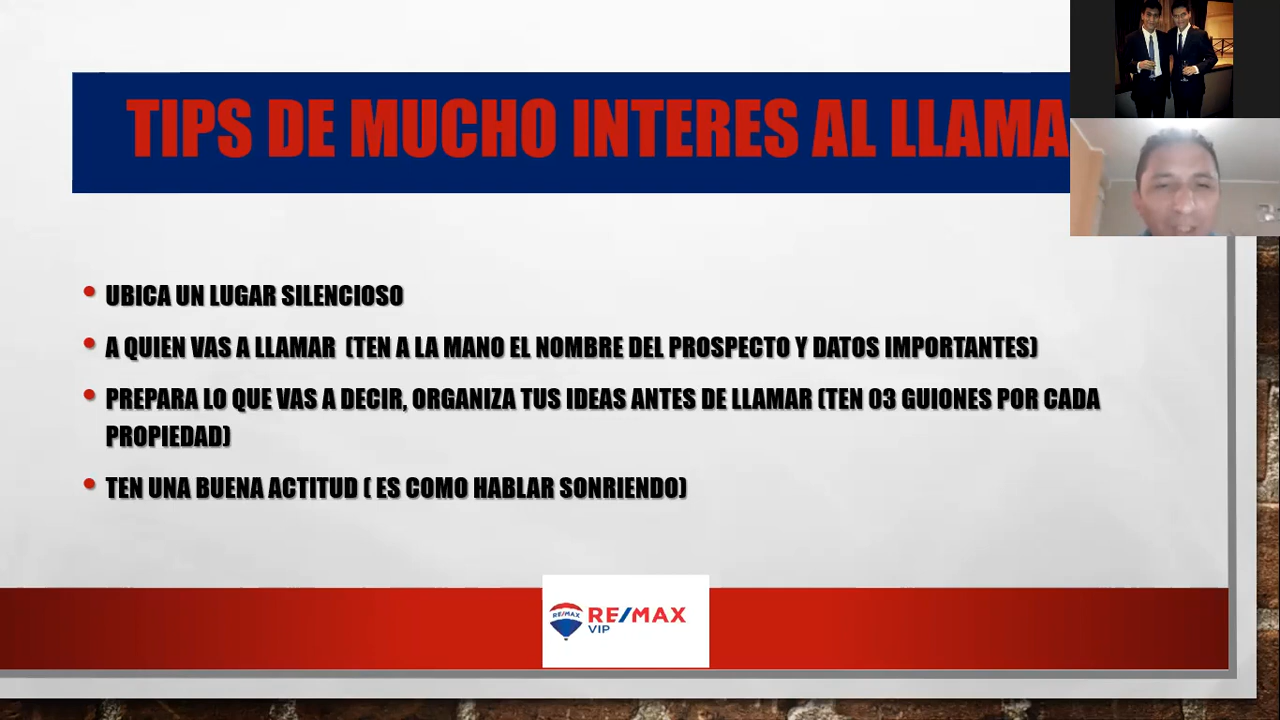 TIPS DE MUCHO INTERES AL LLAMA
• UBICA UN LUGAR SILENCIOSO
• A QUIEN VAS A LLAMAR (TEN A LA MANO EL NOMBRE DEL PROSPECTO Y DATOS IMPORTANTES)
• PREPARA LO QUE VAS A DECIR, ORGANIZA TUS IDEAS ANTES DE LLAMAR (TEN 03 GUIONES POR CADA
PROPIEDAD)
• TEN UNA BUENA ACTITUD ( ES COMO HABLAR SONRIENDO)
RE/MAX RE/MAX
VIP